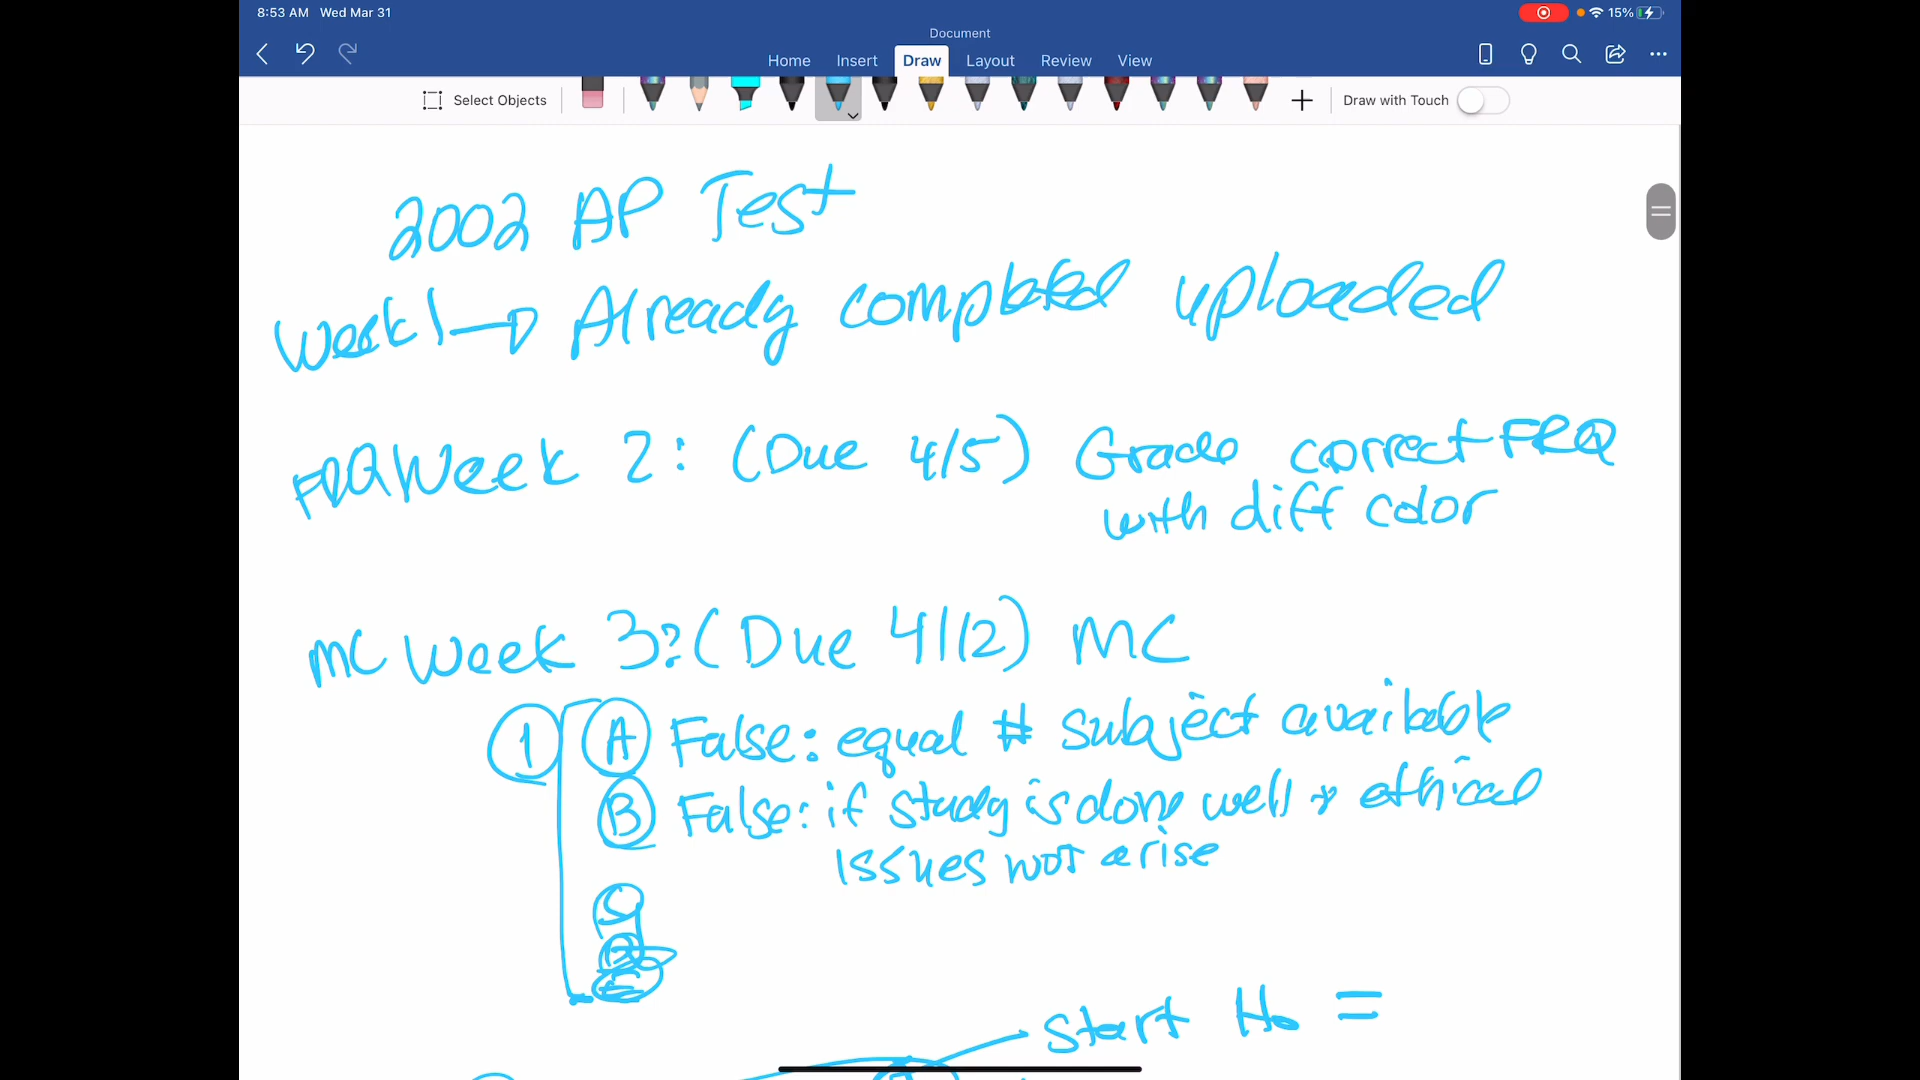 8:53 AM Wed Mar 31
15%
Document
Home Insert Draw Layout Review View
Select Objects
Draw with Touch
2002 AP Test
Week 1 → Already completed uploaded
FRQ Week 2: (Due 4/5) Grade correct FRQ
with diff color
MC Week 3: (Due 4/12) MC
1 A False: equal # subject available
B False: if study is done well & ethical
issues not arise
C
D
E
Start H₀ =